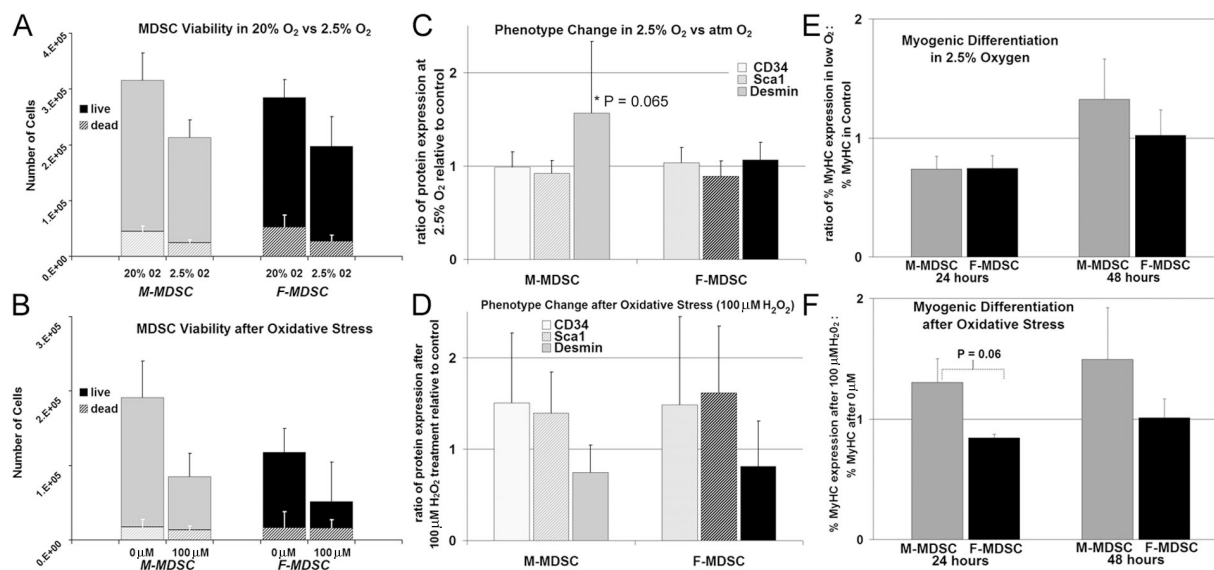 A
MDSC Viability in 20% O₂ vs 2.5% O₂
4.E+05
3.E+05
2.E+05
1.E+05
0.E+00
Number of Cells
live
dead
20% 02
2.5% 02
20% 02
2.5% 02
M-MDSC
F-MDSC
B
MDSC Viability after Oxidative Stress
3.E+05
2.E+05
1.E+05
0.E+00
Number of Cells
live
dead
0 µM
100 µM
0 µM
100 µM
M-MDSC
F-MDSC
C
Phenotype Change in 2.5% O₂ vs atm O₂
ratio of protein expression at
2.5% O₂ relative to control
2
1
0
CD34
Sca1
Desmin
* P = 0.065
M-MDSC
F-MDSC
D
Phenotype Change after Oxidative Stress (100 µM H₂O₂)
ratio of protein expression after
100 µM H₂O₂ treatment relative to control
2
1
0
CD34
Sca1
Desmin
M-MDSC
F-MDSC
E
Myogenic Differentiation
in 2.5% Oxygen
ratio of % MyHC expression in low O₂ :
% MyHC in Control
2
1
0
M-MDSC
F-MDSC
M-MDSC
F-MDSC
24 hours
48 hours
F
Myogenic Differentiation
after Oxidative Stress
% MyHC expression after 100 µMH₂0₂ :
% MyHC after 0µM
2
1
0
P = 0.06
M-MDSC
F-MDSC
M-MDSC
F-MDSC
24 hours
48 hours